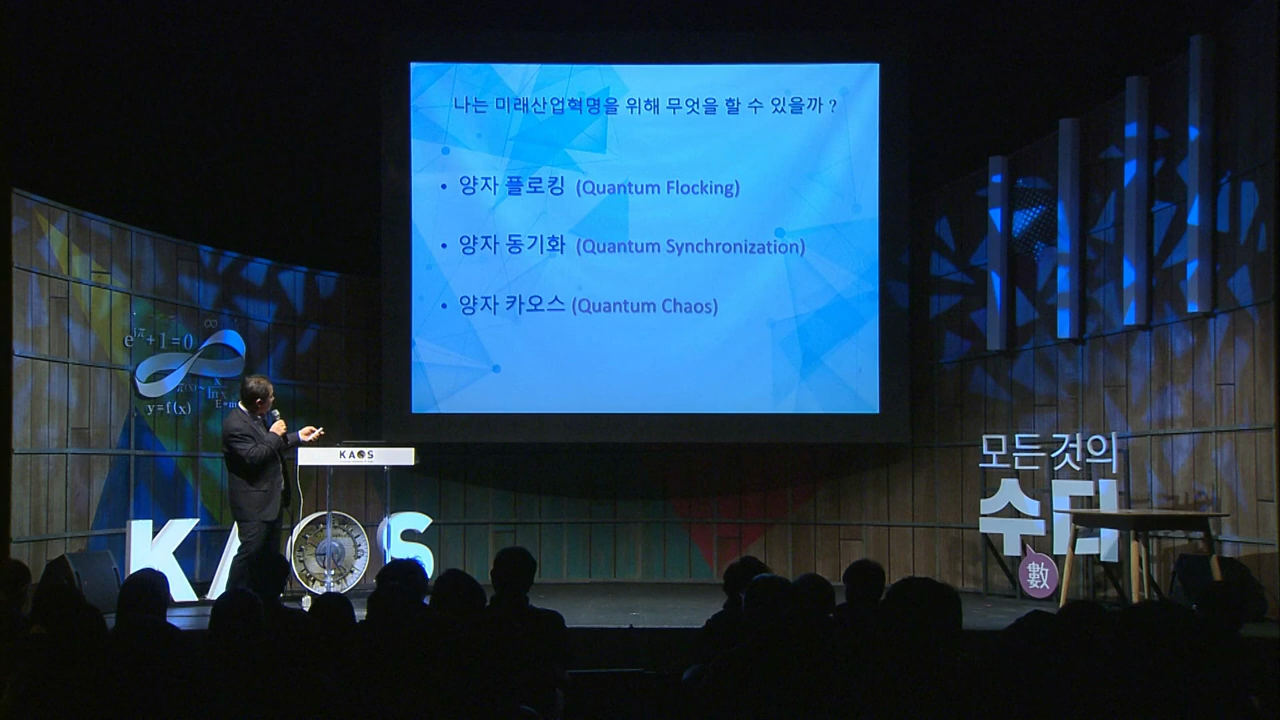 나는 미래산업혁명을 위해 무엇을 할 수 있을까 ?
• 양자 플로킹 (Quantum Flocking)
• 양자 동기화 (Quantum Synchronization)
• 양자 카오스 (Quantum Chaos)
∞
e^iπ+1=0
y=f(x)
KAOS
KAOS
모든 것의
수다
數